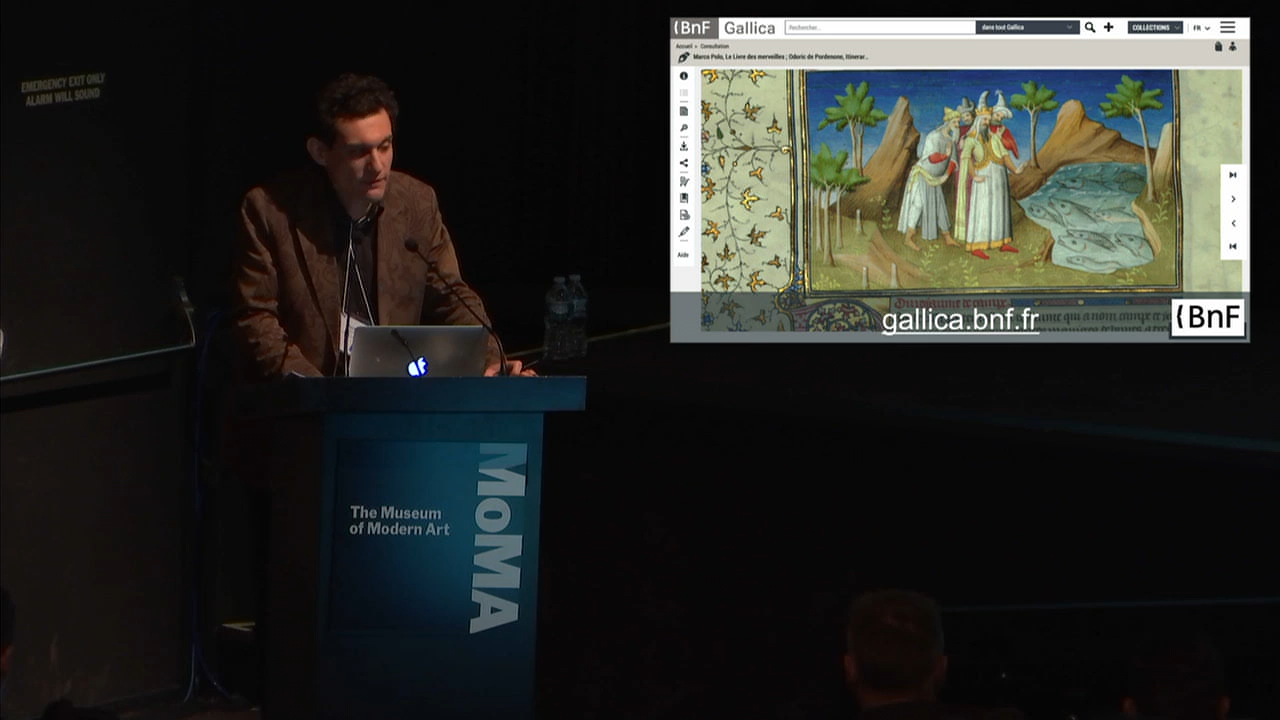 EMERGENCY EXIT ONLY
ALARM WILL SOUND
The Museum
of Modern Art
MoMA
BnF Gallica
Rechercher...
dans tout Gallica
COLLECTIONS
FR
Accueil > Consultation
Marco Polo, Le Livre des merveilles ; Odoric de Pordenone, Itinerar...
Aide
gallica.bnf.fr
BnF